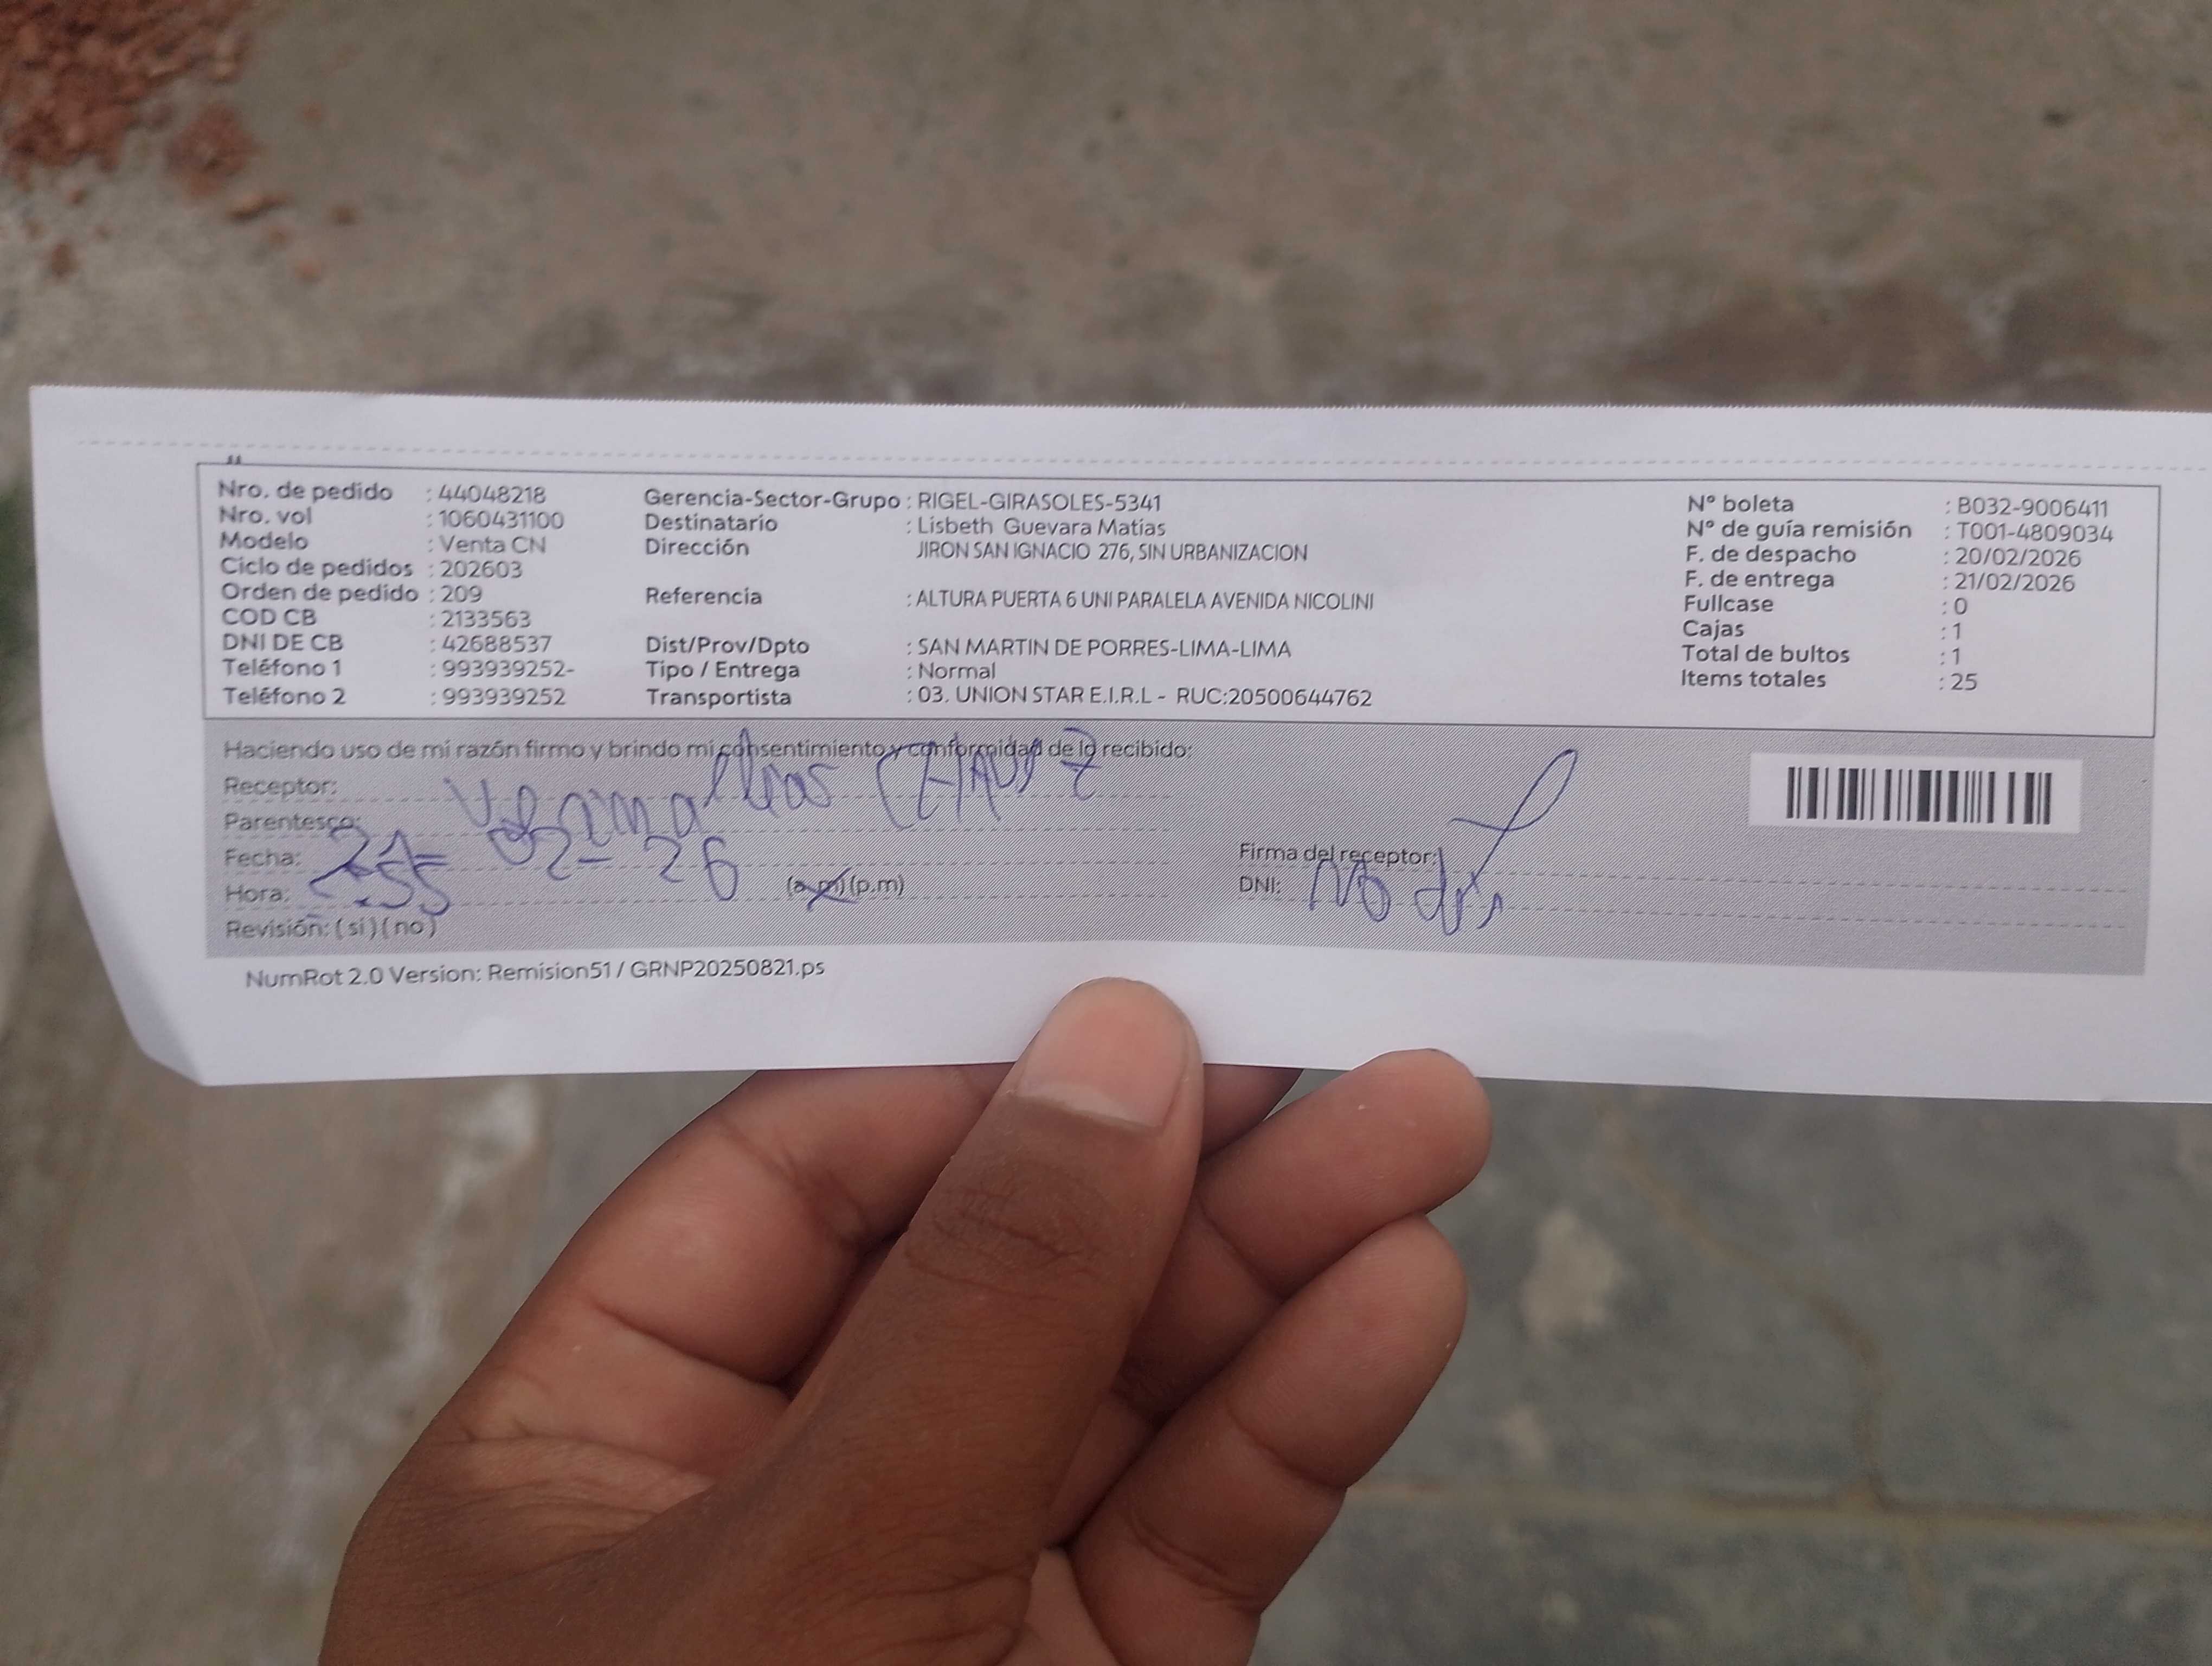 Nro. de pedido : 44048218
Nro. vol : 1060431100
Modelo : Venta CN
Ciclo de pedidos : 202603
Orden de pedido : 209
COD CB : 2133563
DNI DE CB : 42688537
Teléfono 1 : 993939252-
Teléfono 2 : 993939252
Gerencia-Sector-Grupo : RIGEL-GIRASOLES-5341
Destinatario : Lisbeth Guevara Matias
Dirección JIRON SAN IGNACIO 276, SIN URBANIZACION
Referencia : ALTURA PUERTA 6 UNI PARALELA AVENIDA NICOLINI
Dist/Prov/Dpto : SAN MARTIN DE PORRES-LIMA-LIMA
Tipo / Entrega : Normal
Transportista : 03. UNION STAR E.I.R.L - RUC:20500644762
N° boleta : B032-9006411
N° de guía remisión : T001-4809034
F. de despacho : 20/02/2026
F. de entrega : 21/02/2026
Fullcase : 0
Cajas : 1
Total de bultos : 1
Items totales : 25
Haciendo uso de mi razón firmo y brindo mi consentimiento y conformidad de lo recibido:
Receptor:
Parentesco:
Fecha: 21- 02- 26
Hora: (a.m)(p.m)
Revisión: (si)(no)
Firma del receptor:
DNI: No dio
NumRot 2.0 Version: Remision51 / GRNP20250821.ps